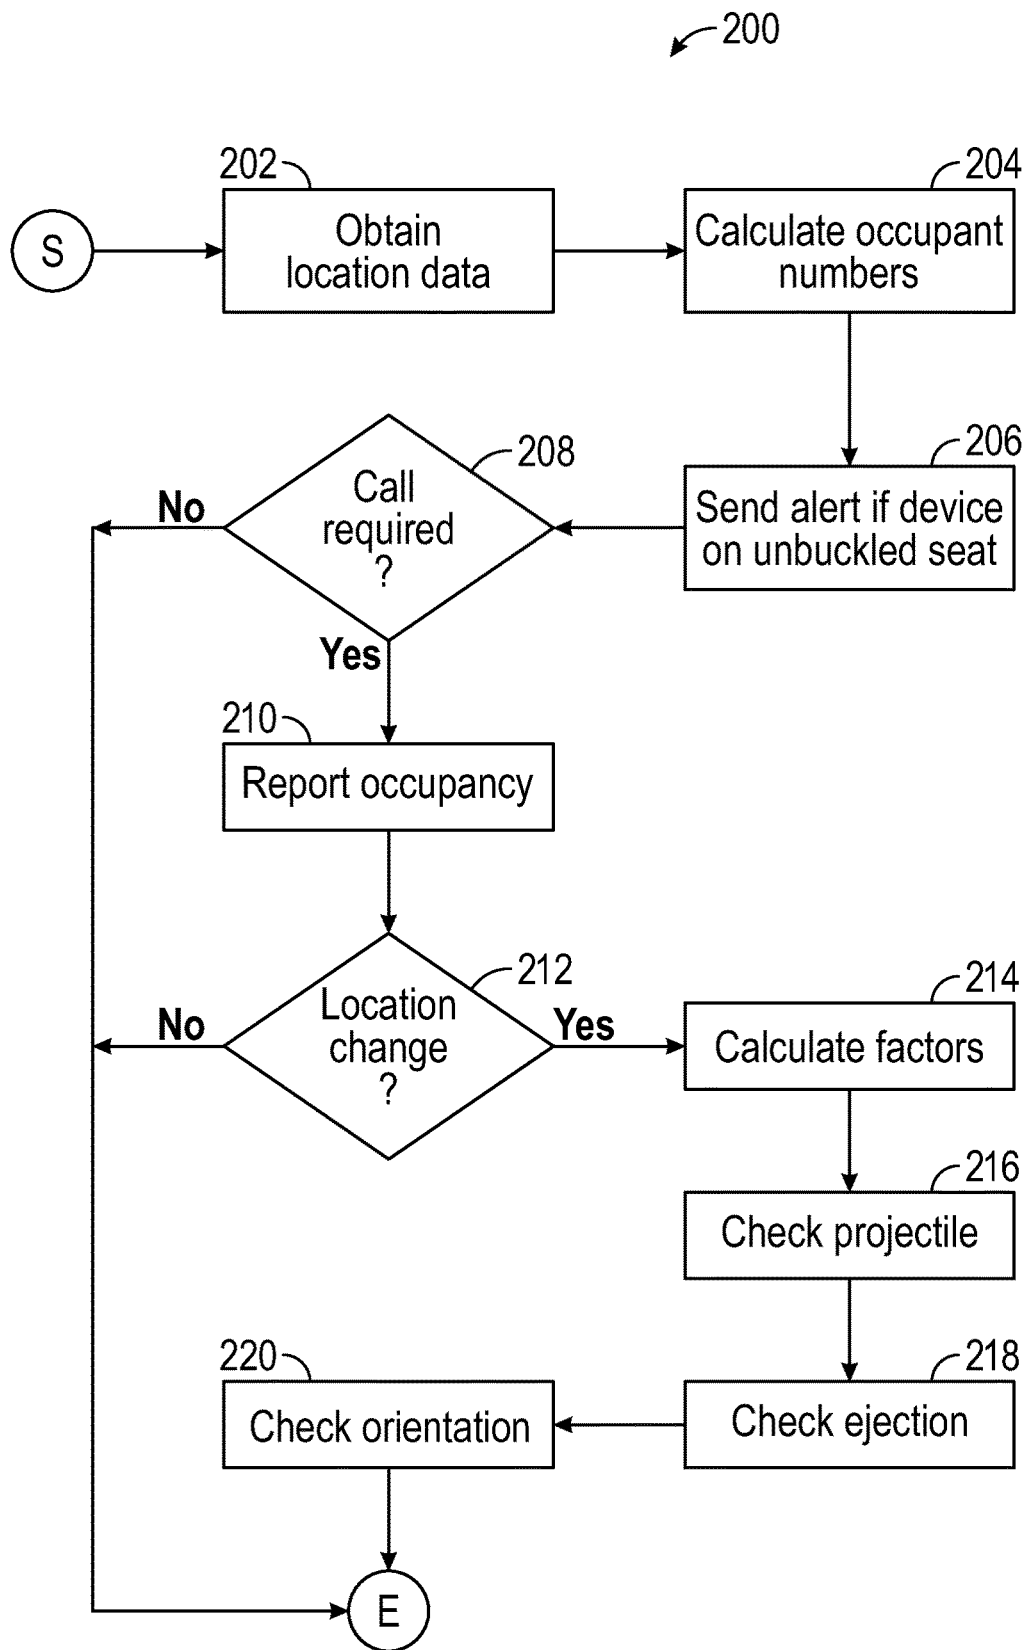 200
202
204
S
Obtain
location data
Calculate occupant
numbers
206
208
No
Call
required
?
Send alert if device
on unbuckled seat
Yes
210
Report occupancy
212
214
No
Location
change
?
Yes
Calculate factors
216
Check projectile
220
218
Check orientation
Check ejection
E